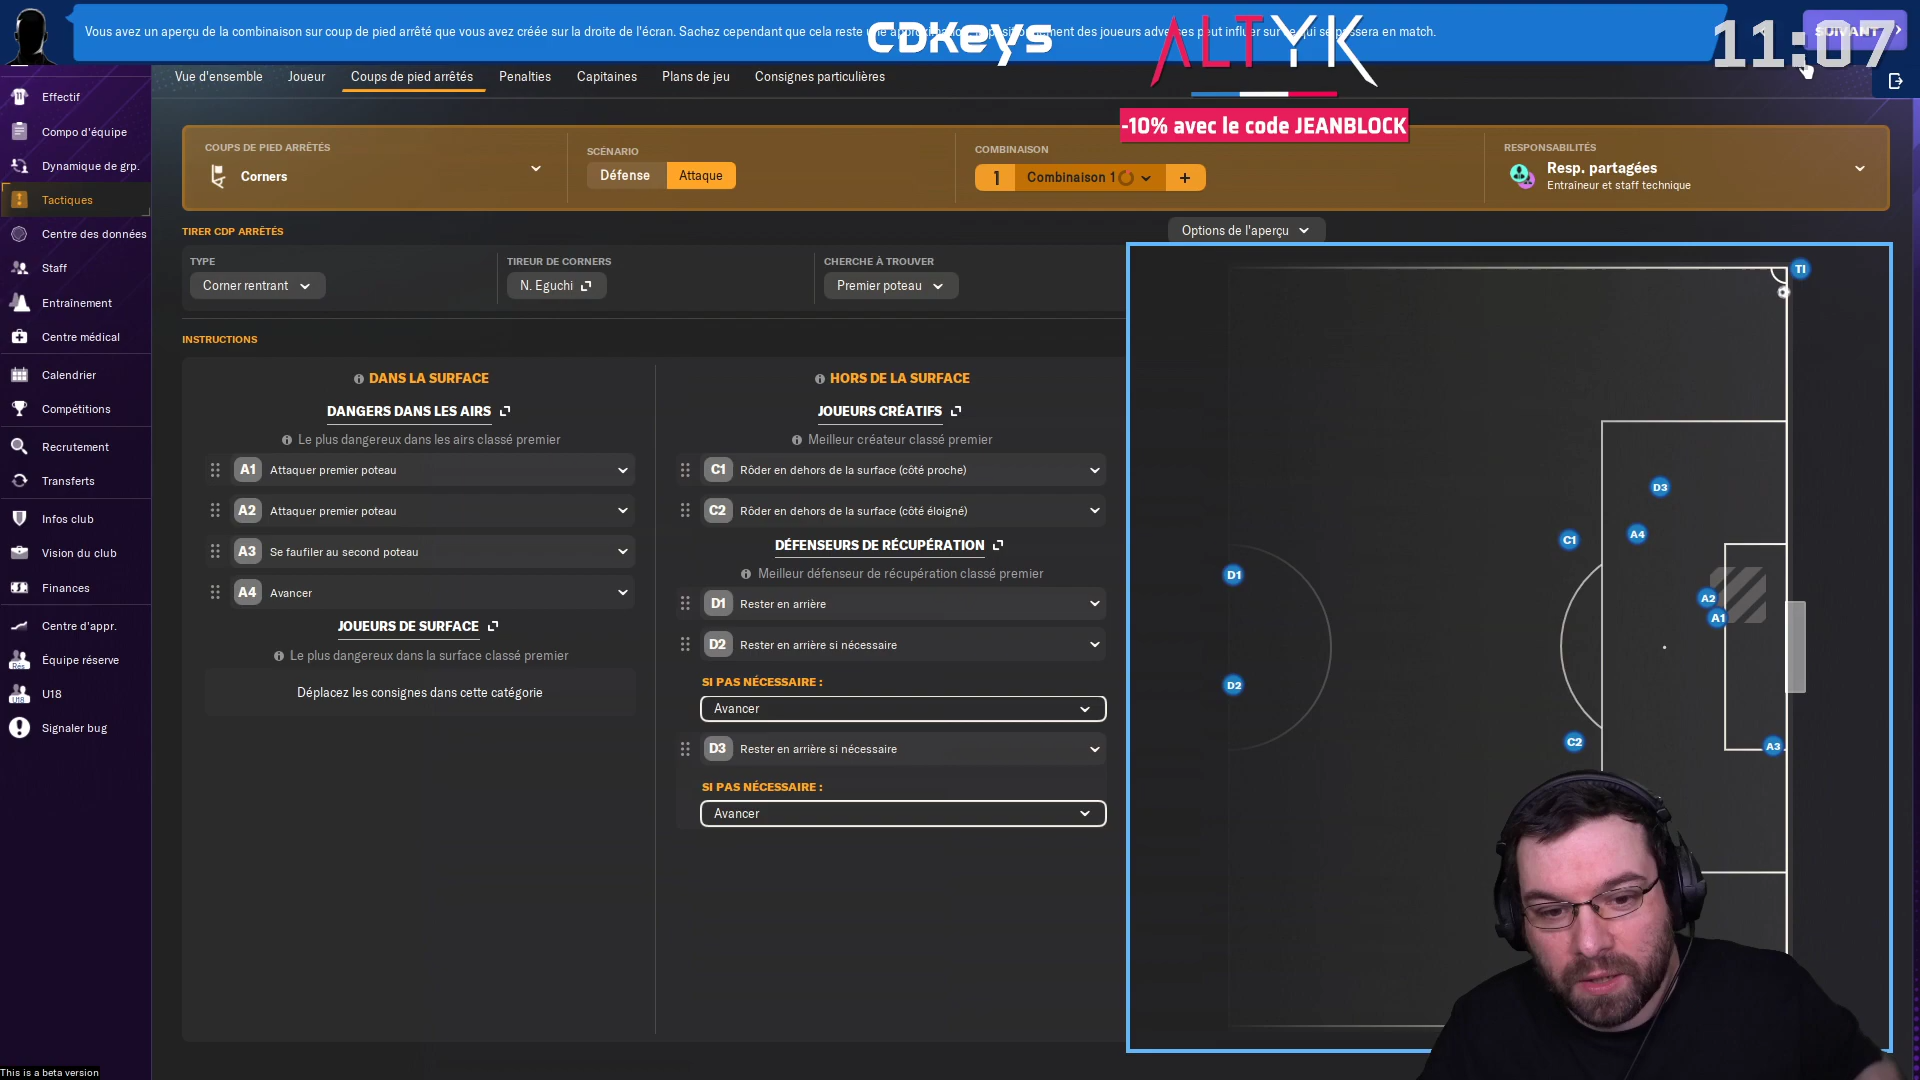 Vous avez un aperçu de la combinaison sur coup de pied arrêté que vous avez créée sur la droite de l'écran. Sachez cependant que cela reste une des joueurs adverses peut influer sur se passera en match.
CDKeys
ALTYK
-10% avec le code JEANBLOCK
SUIVANT
11:07
Vue d'ensemble
Joueur
Coups de pied arrêtés
Penalties
Capitaines
Plans de jeu
Consignes particulières
Effectif
Compo d'équipe
Dynamique de grp.
Tactiques
Centre des données
Staff
Entraînement
Centre médical
Calendrier
Compétitions
Recrutement
Transferts
Infos club
Vision du club
Finances
Centre d'appr.
Équipe réserve
U18
Signaler bug
This is a beta version
COUPS DE PIED ARRÊTÉS
Corners
SCÉNARIO
Défense
Attaque
COMBINAISON
1 Combinaison 1 +
RESPONSABILITÉS
Resp. partagées
Entraîneur et staff technique
TIRER CDP ARRÊTÉS
Options de l'aperçu
TYPE
Corner rentrant
TIREUR DE CORNERS
N. Eguchi
CHERCHE À TROUVER
Premier poteau
INSTRUCTIONS
DANS LA SURFACE
DANGERS DANS LES AIRS
Le plus dangereux dans les airs classé premier
A1 Attaquer premier poteau
A2 Attaquer premier poteau
A3 Se faufiler au second poteau
A4 Avancer
JOUEURS DE SURFACE
Le plus dangereux dans la surface classé premier
Déplacez les consignes dans cette catégorie
HORS DE LA SURFACE
JOUEURS CRÉATIFS
Meilleur créateur classé premier
C1 Rôder en dehors de la surface (côté proche)
C2 Rôder en dehors de la surface (côté éloigné)
DÉFENSEURS DE RÉCUPÉRATION
Meilleur défenseur de récupération classé premier
D1 Rester en arrière
D2 Rester en arrière si nécessaire
SI PAS NÉCESSAIRE :
Avancer
D3 Rester en arrière si nécessaire
SI PAS NÉCESSAIRE :
Avancer
TI
D3
A4
C1
D1
A2
A1
D2
C2
A3